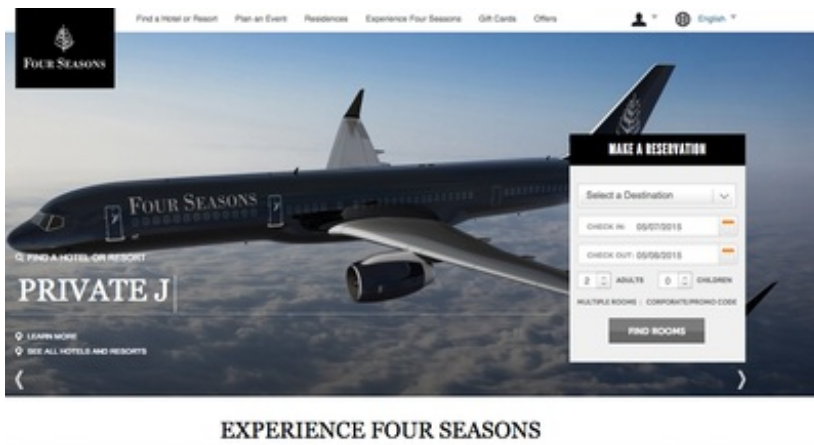 Find a Hotel or Resort Plan an Event Residences Experience Four Seasons Gift Cards Offers English
FOUR SEASONS
FOUR SEASONS
MAKE A RESERVATION
Select a Destination
CHECK IN: 05/07/2015
CHECK OUT: 05/08/2015
2 ADULTS 0 CHILDREN
MULTIPLE ROOMS | CORPORATE/PROMO CODE
FIND ROOMS
FIND A HOTEL OR RESORT
PRIVATE J
LEARN MORE
SEE ALL HOTELS AND RESORTS
EXPERIENCE FOUR SEASONS